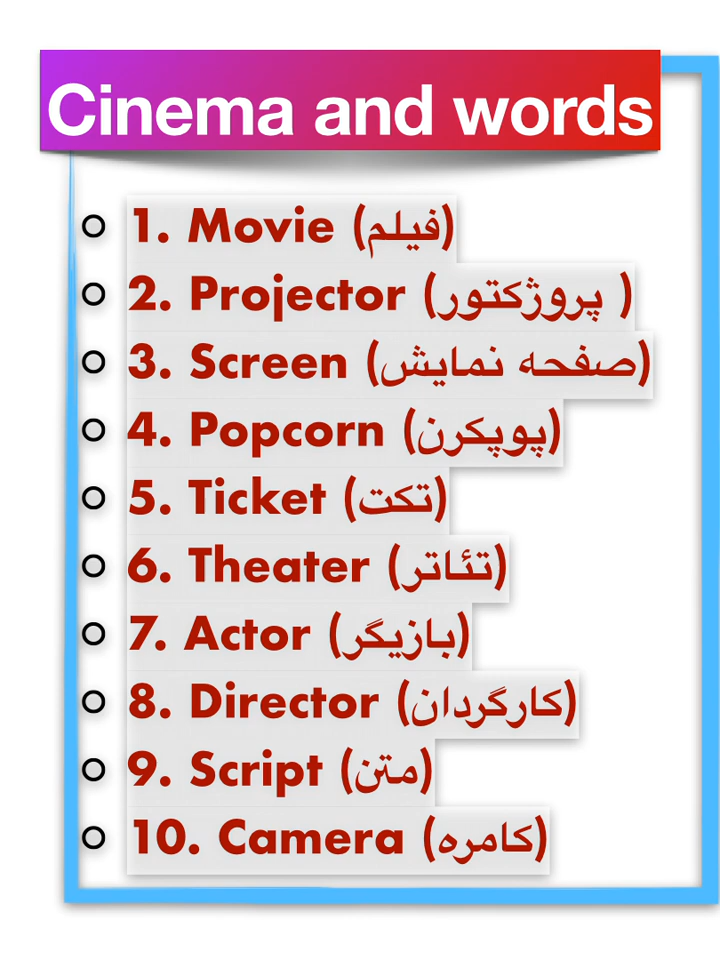 Cinema and words
1. Movie (فیلم)
2. Projector (پروژکتور )
3. Screen (صفحه نمایش)
4. Popcorn (پوپکرن)
5. Ticket (تکت)
6. Theater (تئاتر)
7. Actor (بازیگر)
8. Director (کارگردان)
9. Script (متن)
10. Camera (کامره)